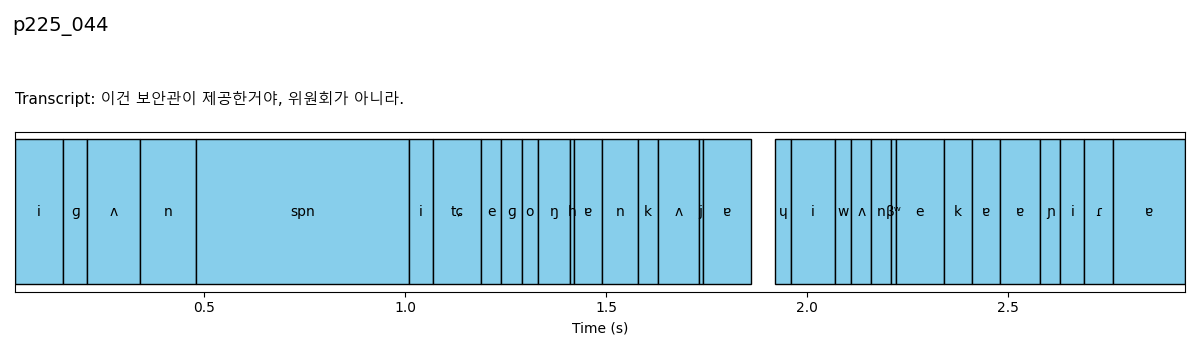 p225_044
Transcript: 이건 보안관이 제공한거야, 위원회가 아니라.
i ɡ ʌ n spn i tɕ e ɡ o ŋ h ɐ n k ʌ j ɐ ɥ i w ʌ n βʷ e k ɐ ɐ ɲ i ɾ ɐ
0.5 1.0 1.5 2.0 2.5
Time (s)